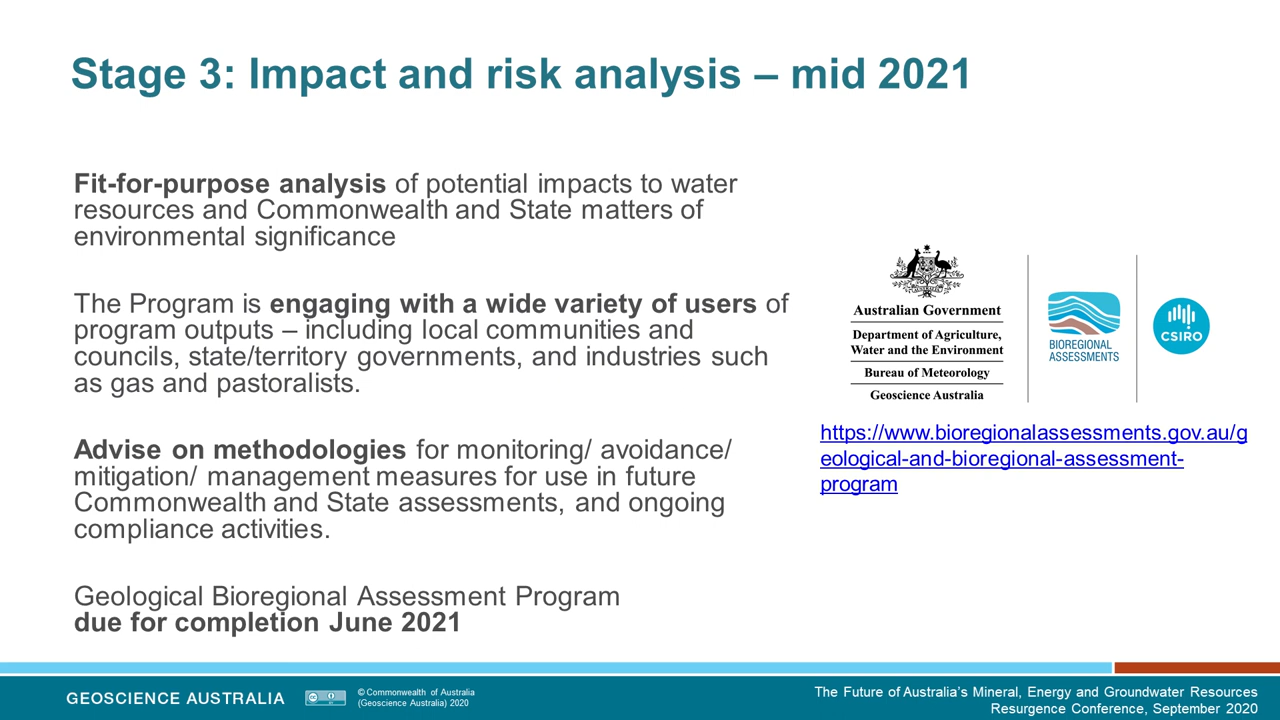 Stage 3: Impact and risk analysis – mid 2021
Fit-for-purpose analysis of potential impacts to water
resources and Commonwealth and State matters of
environmental significance
The Program is engaging with a wide variety of users of
program outputs – including local communities and
councils, state/territory governments, and industries such
as gas and pastoralists.
Advise on methodologies for monitoring/ avoidance/
mitigation/ management measures for use in future
Commonwealth and State assessments, and ongoing
compliance activities.
Geological Bioregional Assessment Program
due for completion June 2021
Australian Government
Department of Agriculture,
Water and the Environment
Bureau of Meteorology
Geoscience Australia
BIOREGIONAL
ASSESSMENTS
CSIRO
https://www.bioregionalassessments.gov.au/g
eological-and-bioregional-assessment-
program
GEOSCIENCE AUSTRALIA
© Commonwealth of Australia
(Geoscience Australia) 2020
The Future of Australia's Mineral, Energy and Groundwater Resources
Resurgence Conference, September 2020